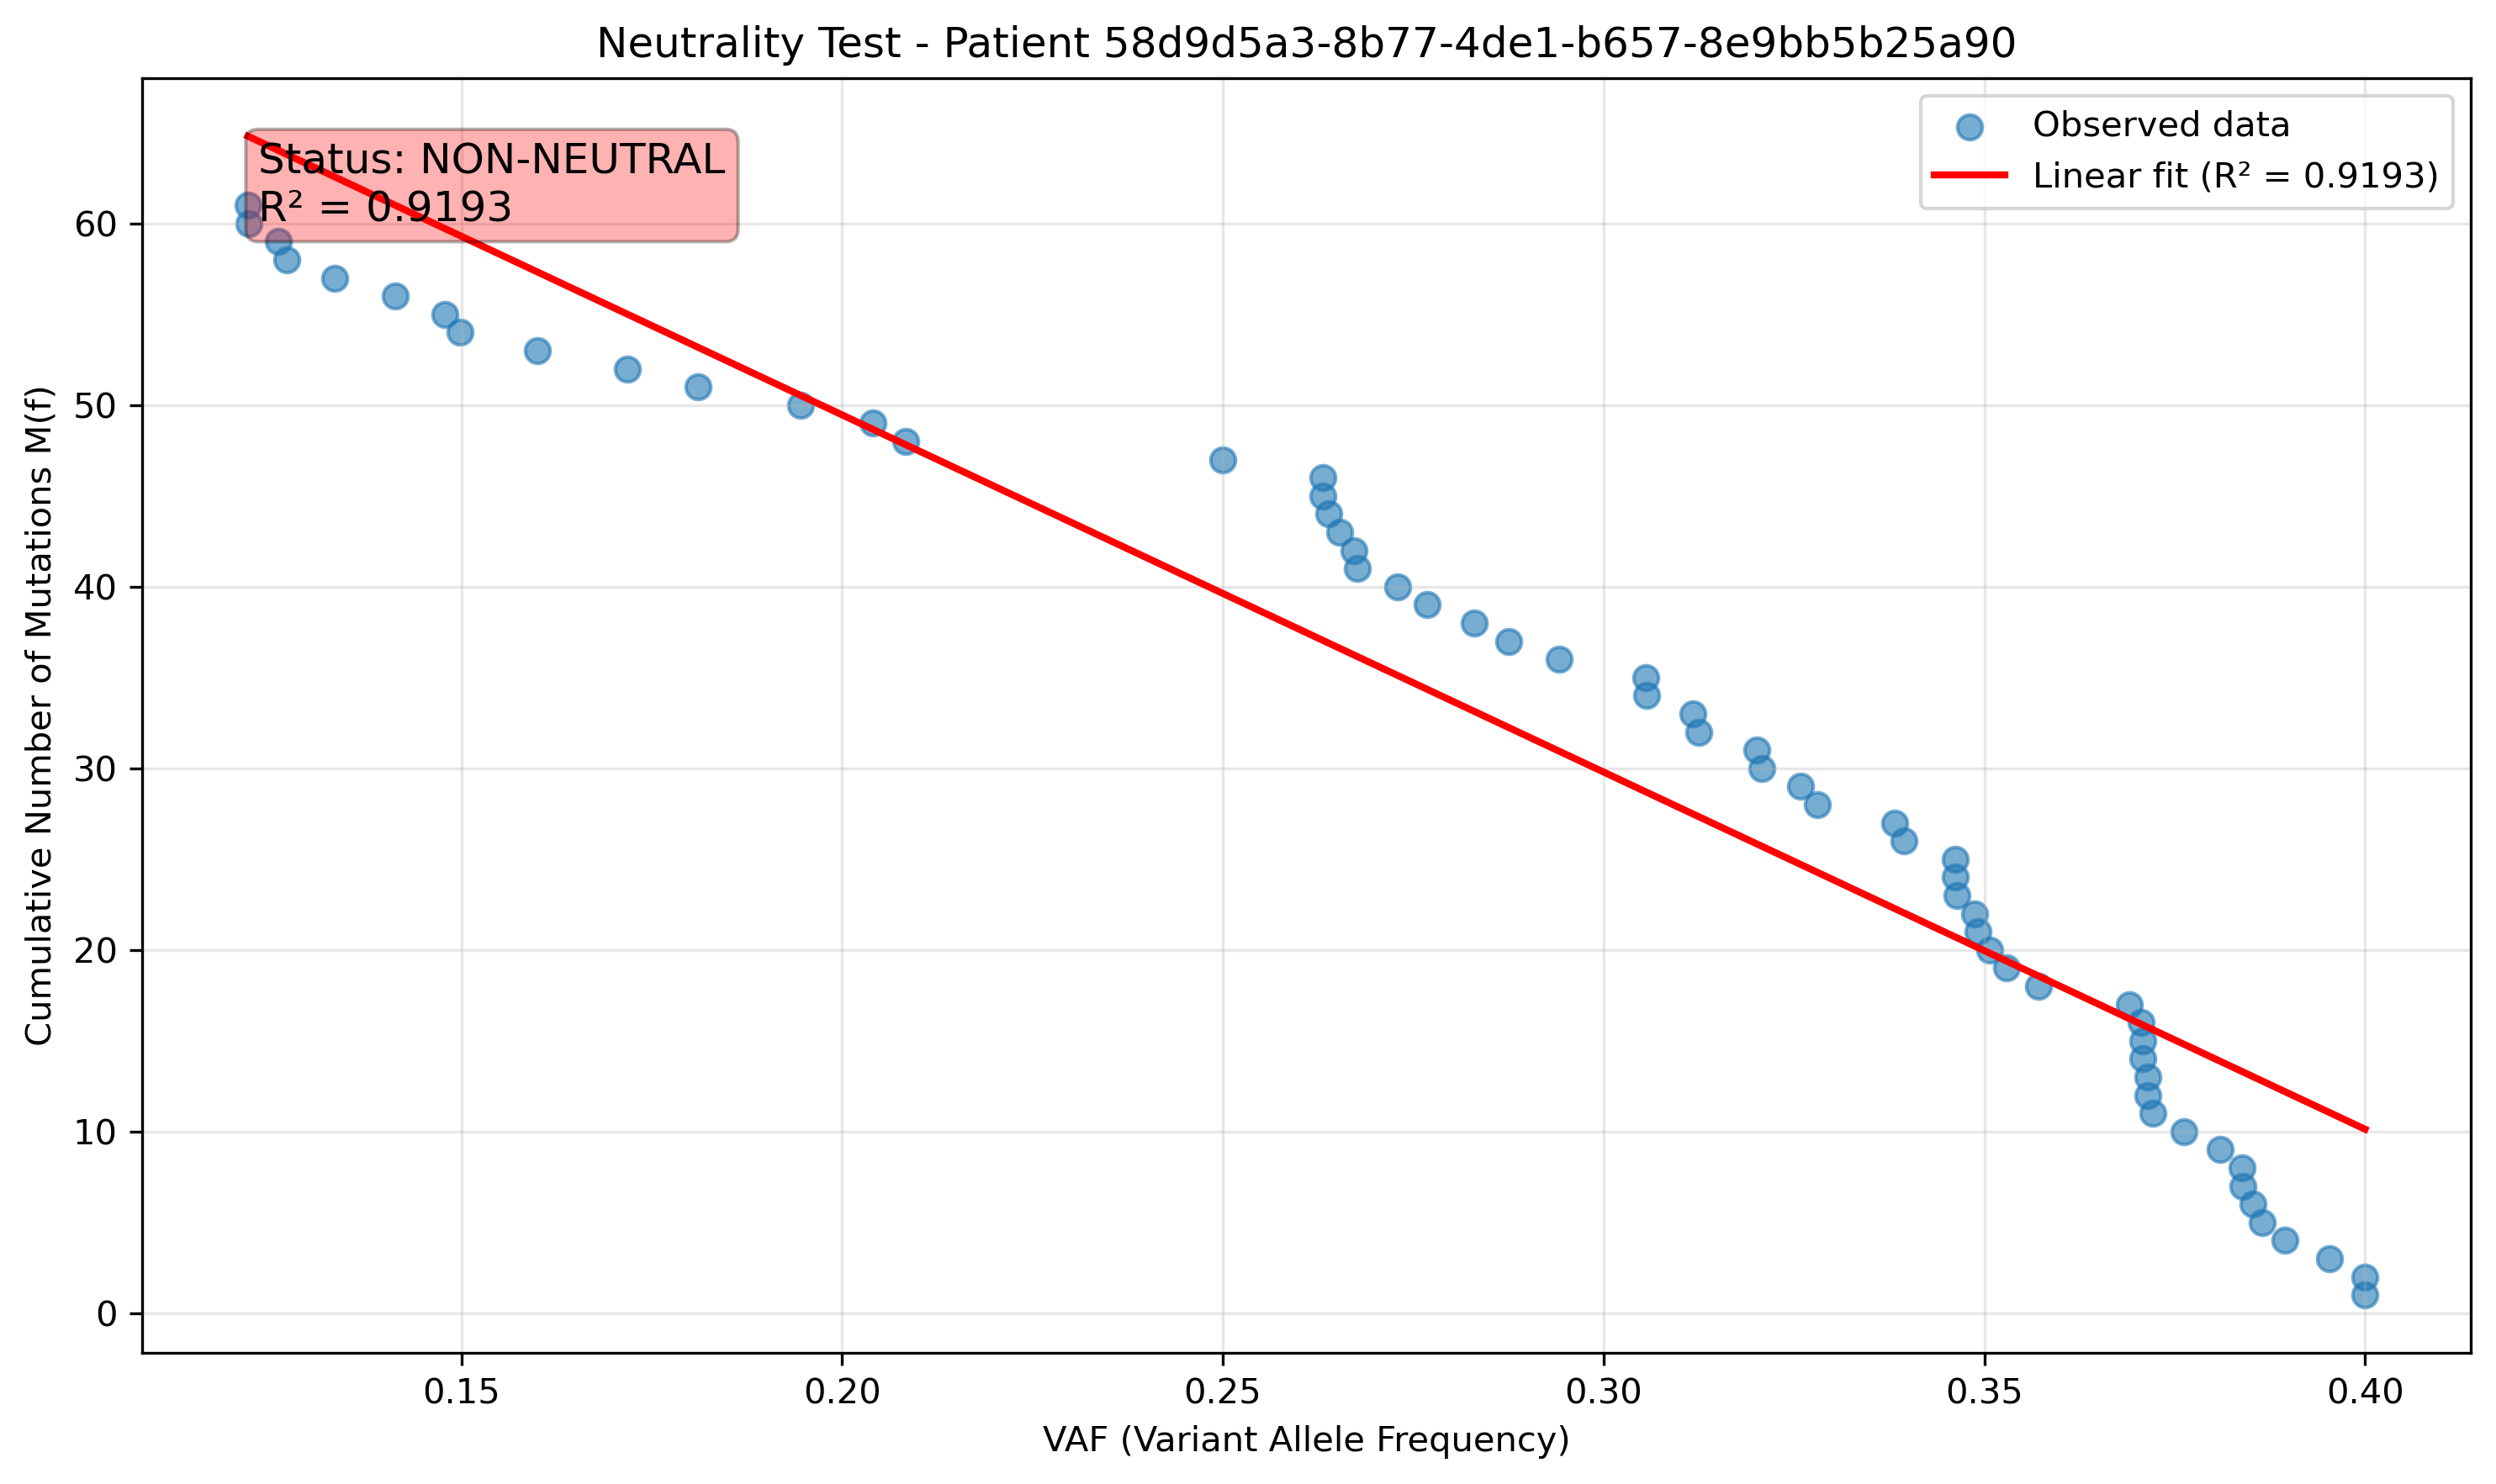 Neutrality Test - Patient 58d9d5a3-8b77-4de1-b657-8e9bb5b25a90
Status: NON-NEUTRAL
R² = 0.9193
Observed data
Linear fit (R² = 0.9193)
Cumulative Number of Mutations M(f)
60
50
40
30
20
10
0
0.15
0.20
0.25
0.30
0.35
0.40
VAF (Variant Allele Frequency)